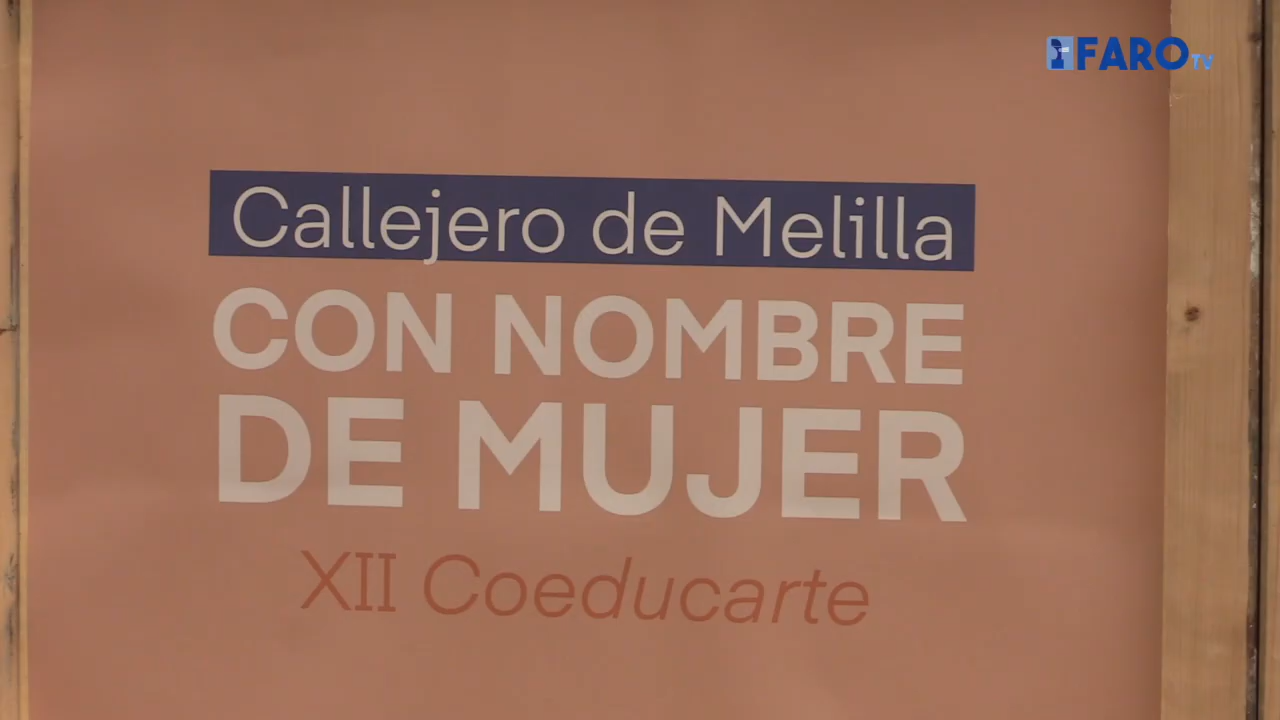 FARO TV
Callejero de Melilla
CON NOMBRE
DE MUJER
XII Coeducarte